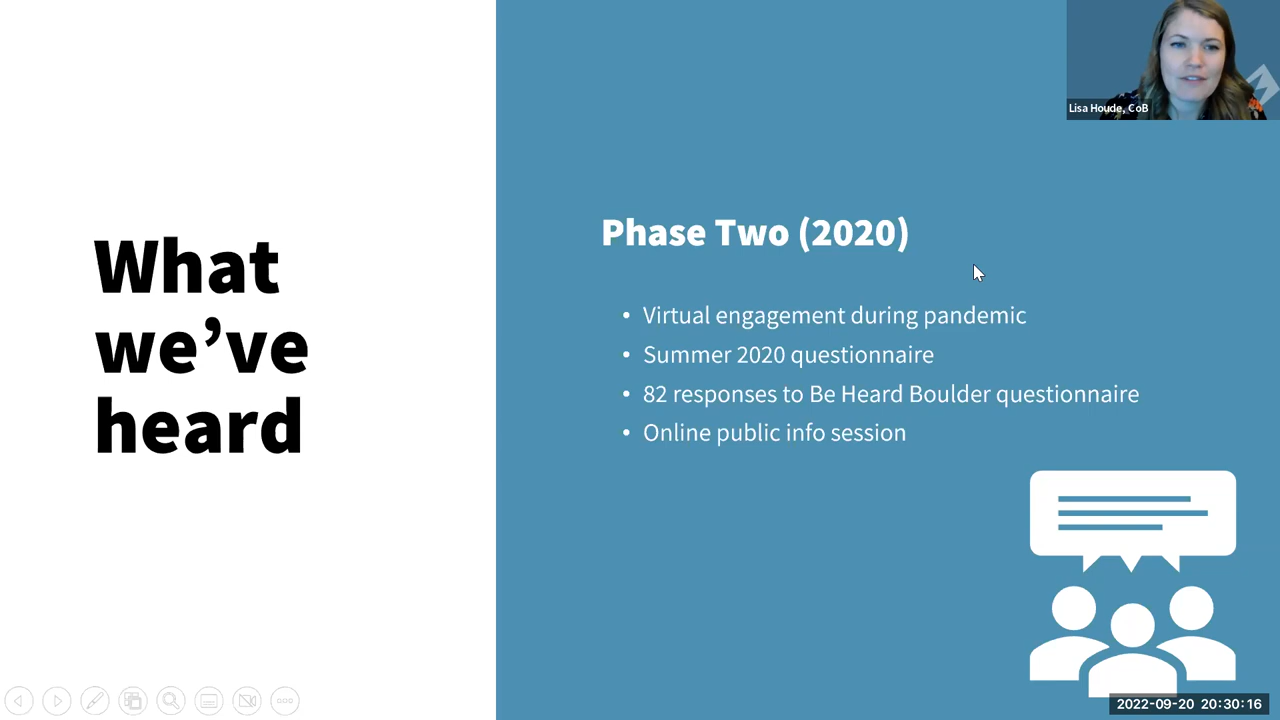 Lisa Houde, CoB
What
we’ve
heard
Phase Two (2020)
• Virtual engagement during pandemic
• Summer 2020 questionnaire
• 82 responses to Be Heard Boulder questionnaire
• Online public info session
2022-09-20 20:30:16